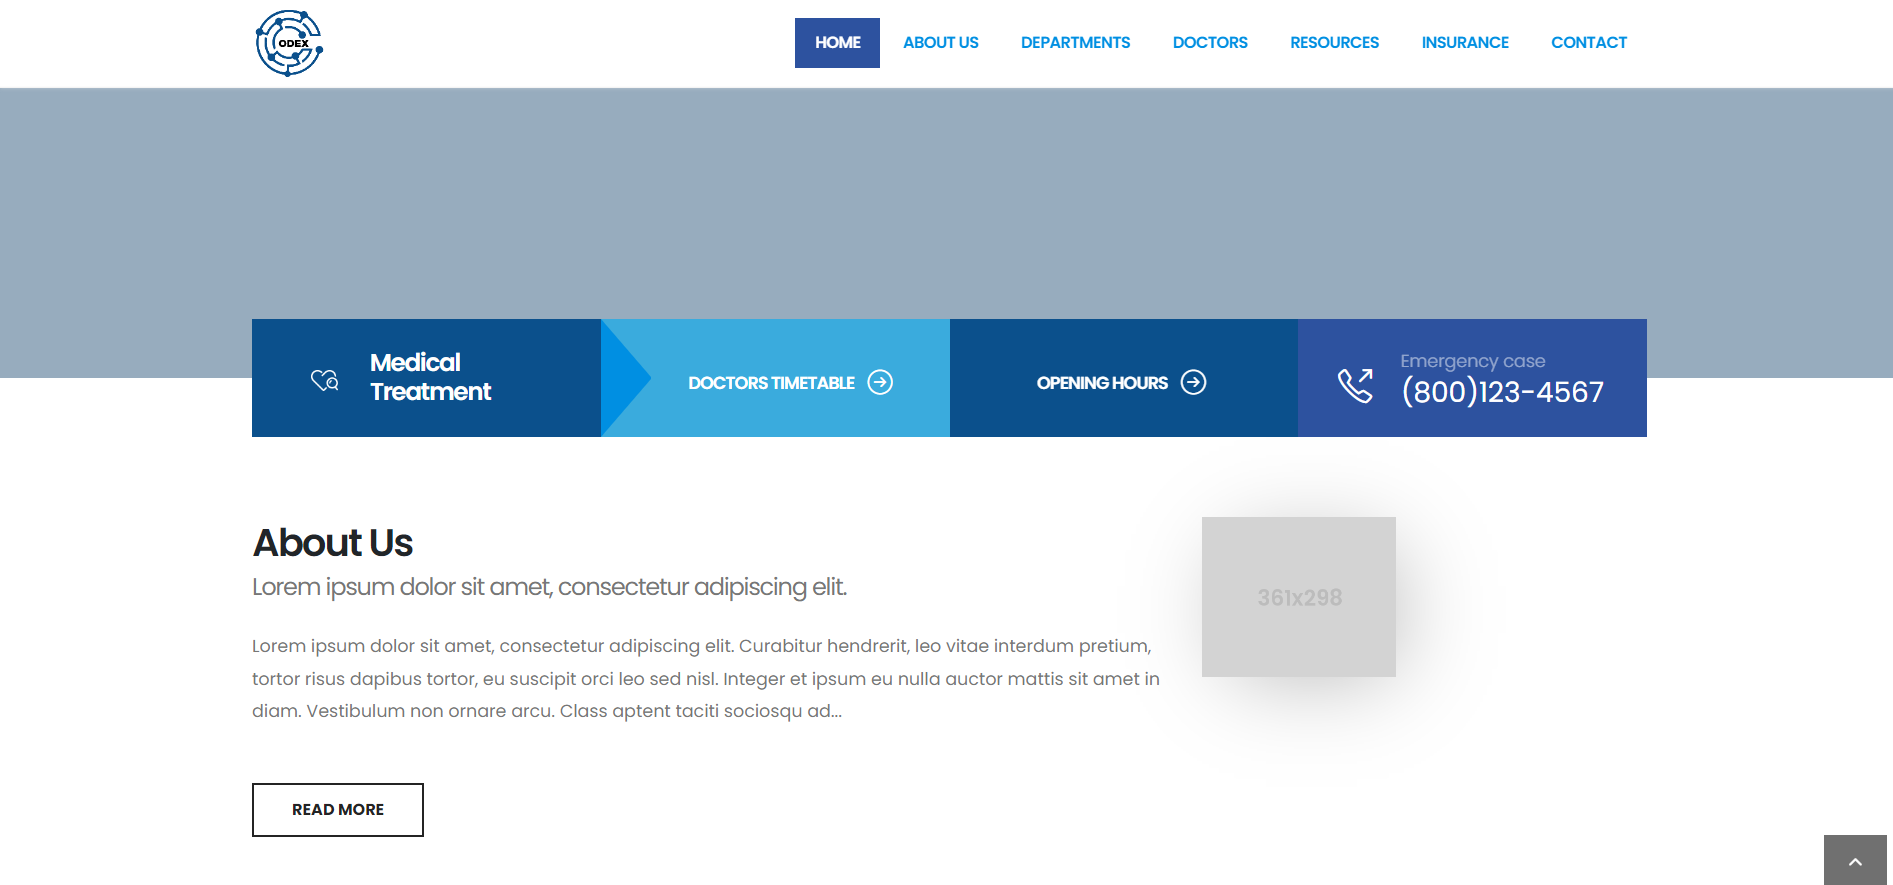 ODEX
HOME ABOUT US DEPARTMENTS DOCTORS RESOURCES INSURANCE CONTACT
Medical
Treatment
DOCTORS TIMETABLE
OPENING HOURS
Emergency case
(800)123-4567
About Us
Lorem ipsum dolor sit amet, consectetur adipiscing elit.
Lorem ipsum dolor sit amet, consectetur adipiscing elit. Curabitur hendrerit, leo vitae interdum pretium,
tortor risus dapibus tortor, eu suscipit orci leo sed nisl. Integer et ipsum eu nulla auctor mattis sit amet in
diam. Vestibulum non ornare arcu. Class aptent taciti sociosqu ad...
READ MORE
361x298